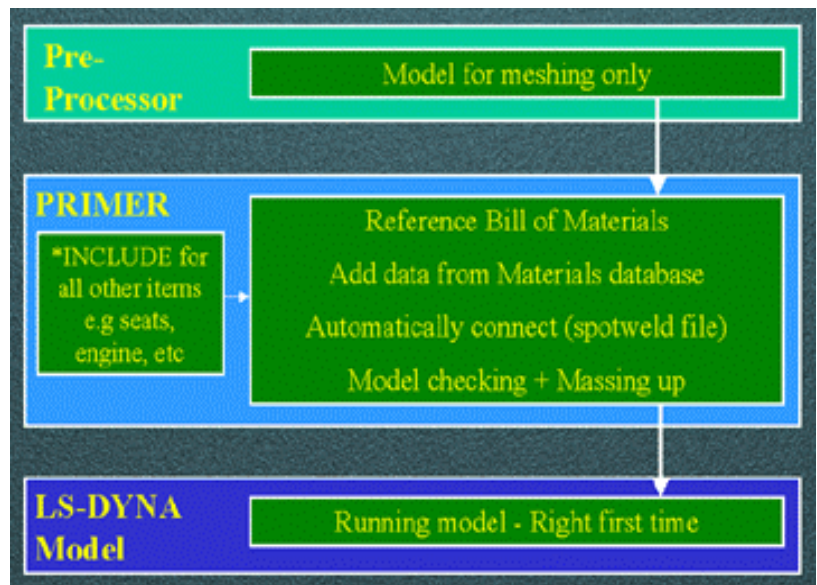 Pre-
Processor
Model for meshing only
PRIMER
*INCLUDE for
all other items
e.g seats,
engine, etc
Reference Bill of Materials
Add data from Materials database
Automatically connect (spotweld file)
Model checking + Massing up
LS-DYNA
Model
Running model - Right first time